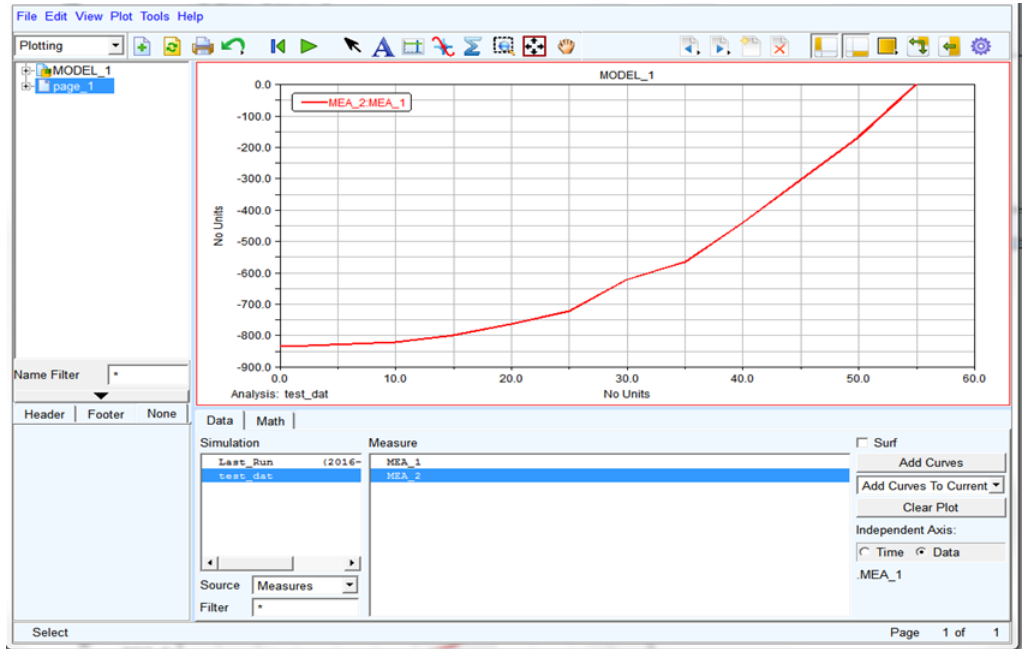 File Edit View Plot Tools Help
Plotting
MODEL_1
page_1
MODEL_1
MEA_2:MEA_1
0.0
-100.0
-200.0
-300.0
-400.0
-500.0
-600.0
-700.0
-800.0
-900.0
No Units
0.0 10.0 20.0 30.0 40.0 50.0 60.0
Analysis: test_dat No Units
Name Filter *
Header Footer None
Data Math
Simulation
Last_Run (2016-
test_dat
Source Measures
Filter *
Measure
MEA_1
MEA_2
Surf
Add Curves
Add Curves To Current
Clear Plot
Independent Axis:
Time Data
.MEA_1
Select Page 1 of 1